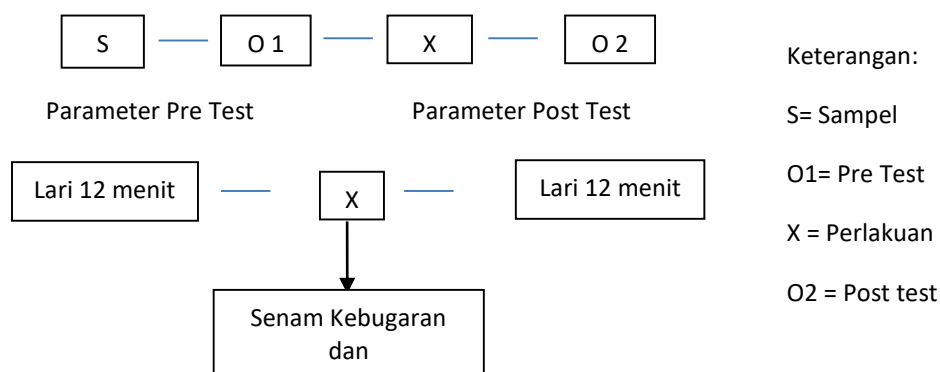 S
O 1
X
O 2
Parameter Pre Test
Parameter Post Test
Lari 12 menit
X
Lari 12 menit
Senam Kebugaran
dan
Keterangan:
S= Sampel
O1= Pre Test
X = Perlakuan
O2 = Post test